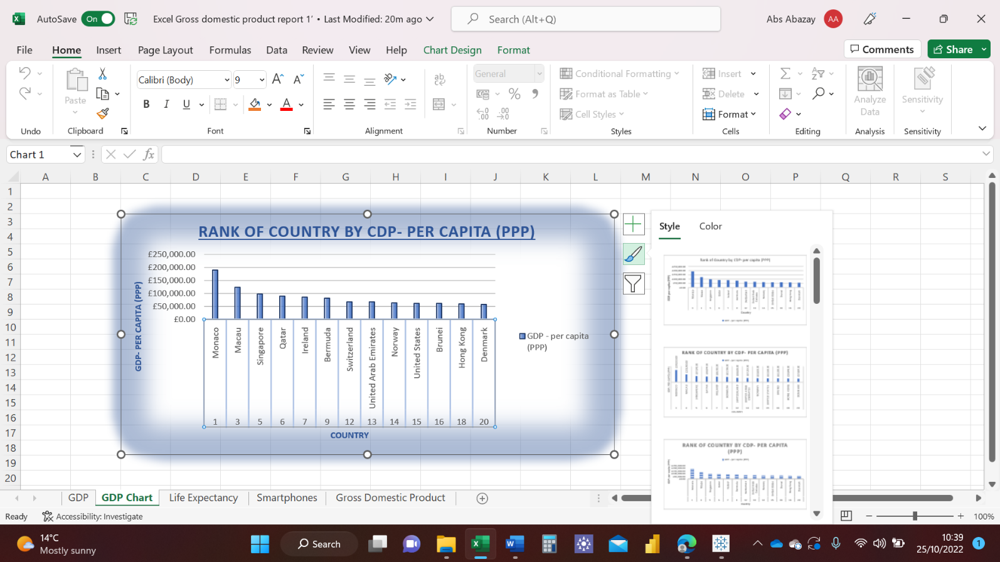 AutoSave On Excel Gross domestic product report 1’ • Last Modified: 20m ago Search (Alt+Q) Abs Abazay AA
File Home Insert Page Layout Formulas Data Review View Help Chart Design Format Comments Share
Calibri (Body) 9 General Conditional Formatting Insert
Paste Format as Table Delete Analyze Data Sensitivity
B I U A Cell Styles Format
Undo Clipboard Font Alignment Number Styles Cells Editing Analysis Sensitivity
Chart 1 fx
A B C D E F G H I J K L M N O P Q R S
1
2
3
4
5
6
7
8
9
10
11
12
13
14
15
16
17
18
19
20
RANK OF COUNTRY BY CDP- PER CAPITA (PPP)
£250,000.00
£200,000.00
£150,000.00
£100,000.00
£50,000.00
£0.00
GDP- PER CAPITA (PPP)
Monaco Macau Singapore Qatar Ireland Bermuda Switzerland United Arab Emirates Norway United States Brunei Hong Kong Denmark
1 3 5 6 7 9 12 13 14 15 16 18 20
COUNTRY
GDP - per capita
(PPP)
Style Color
Rank of Country by CDP- per capita (PPP)
RANK OF COUNTRY BY CDP- PER CAPITA (PPP)
RANK OF COUNTRY BY CDP- PER CAPITA
(PPP)
GDP GDP Chart Life Expectancy Smartphones Gross Domestic Product
Ready Accessibility: Investigate 100%
14°C
Mostly sunny
Search
10:39
25/10/2022
1